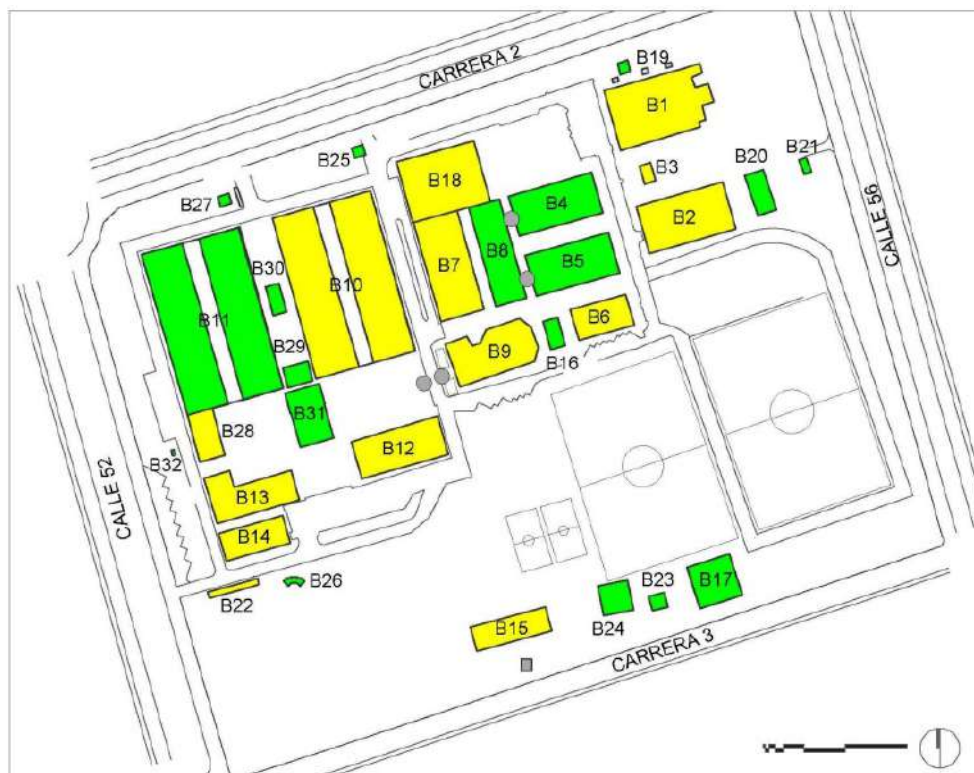 CARRERA 2
B19
B1
B25
B3
B21
B20
B18
B27
B4
B2
CALLE 56
B8
B7
B5
B30
B10
B11
B6
B9
B16
B29
B31
B28
B12
B32
CALLE 52
B13
B14
B26
B22
B23
B17
B24
B15
CARRERA 3